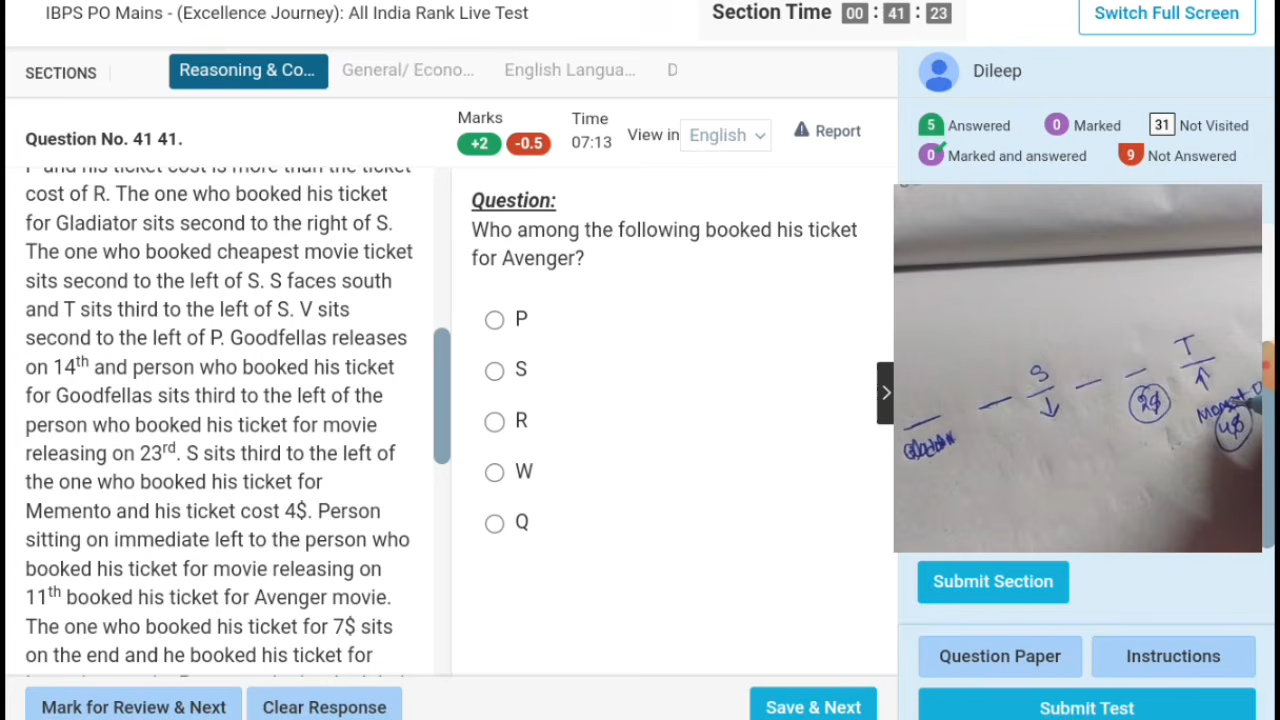 IBPS PO Mains - (Excellence Journey): All India Rank Live Test
Section Time 00 : 41 : 23
Switch Full Screen
SECTIONS
Reasoning & Co...
General/ Econo...
English Langua...
D
Dileep
Question No. 41 41.
Marks
+2 -0.5
Time
07:13
View in English
Report
5 Answered
0 Marked
31 Not Visited
0 Marked and answered
9 Not Answered
P and his ticket cost is more than the ticket
cost of R. The one who booked his ticket
for Gladiator sits second to the right of S.
The one who booked cheapest movie ticket
sits second to the left of S. S faces south
and T sits third to the left of S. V sits
second to the left of P. Goodfellas releases
on 14th and person who booked his ticket
for Goodfellas sits third to the left of the
person who booked his ticket for movie
releasing on 23rd. S sits third to the left of
the one who booked his ticket for
Memento and his ticket cost 4$. Person
sitting on immediate left to the person who
booked his ticket for movie releasing on
11th booked his ticket for Avenger movie.
The one who booked his ticket for 7$ sits
on the end and he booked his ticket for
Question:
Who among the following booked his ticket
for Avenger?
P
S
R
W
Q
S
T
2$
4$
Submit Section
Question Paper
Instructions
Mark for Review & Next
Clear Response
Save & Next
Submit Test